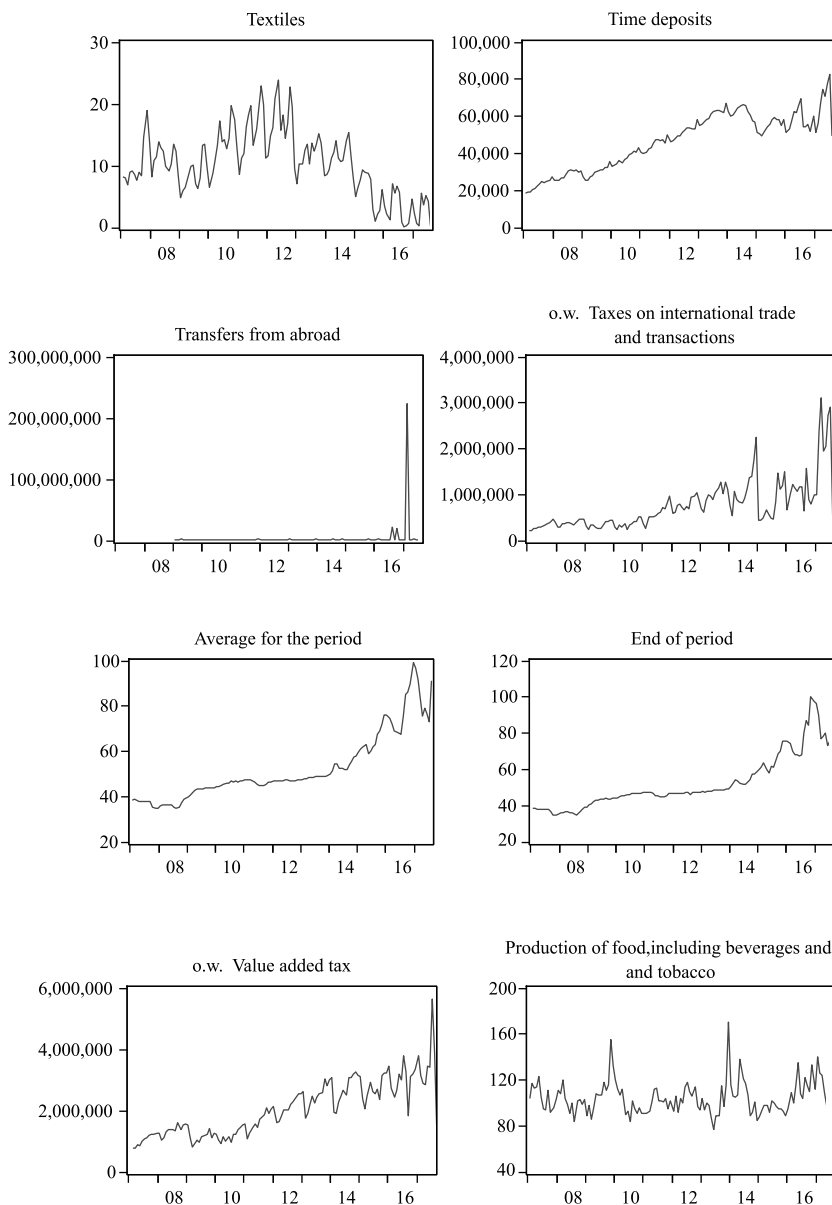 Textiles
30
20
10
0
08 10 12 14 16
Time deposits
100,000
80,000
60,000
40,000
20,000
0
08 10 12 14 16
Transfers from abroad
300,000,000
200,000,000
100,000,000
0
08 10 12 14 16
o.w. Taxes on international trade
and transactions
4,000,000
3,000,000
2,000,000
1,000,000
0
08 10 12 14 16
Average for the period
100
80
60
40
20
08 10 12 14 16
End of period
120
100
80
60
40
20
08 10 12 14 16
o.w. Value added tax
6,000,000
4,000,000
2,000,000
0
08 10 12 14 16
Production of food,including beverages and
and tobacco
200
160
120
80
40
08 10 12 14 16